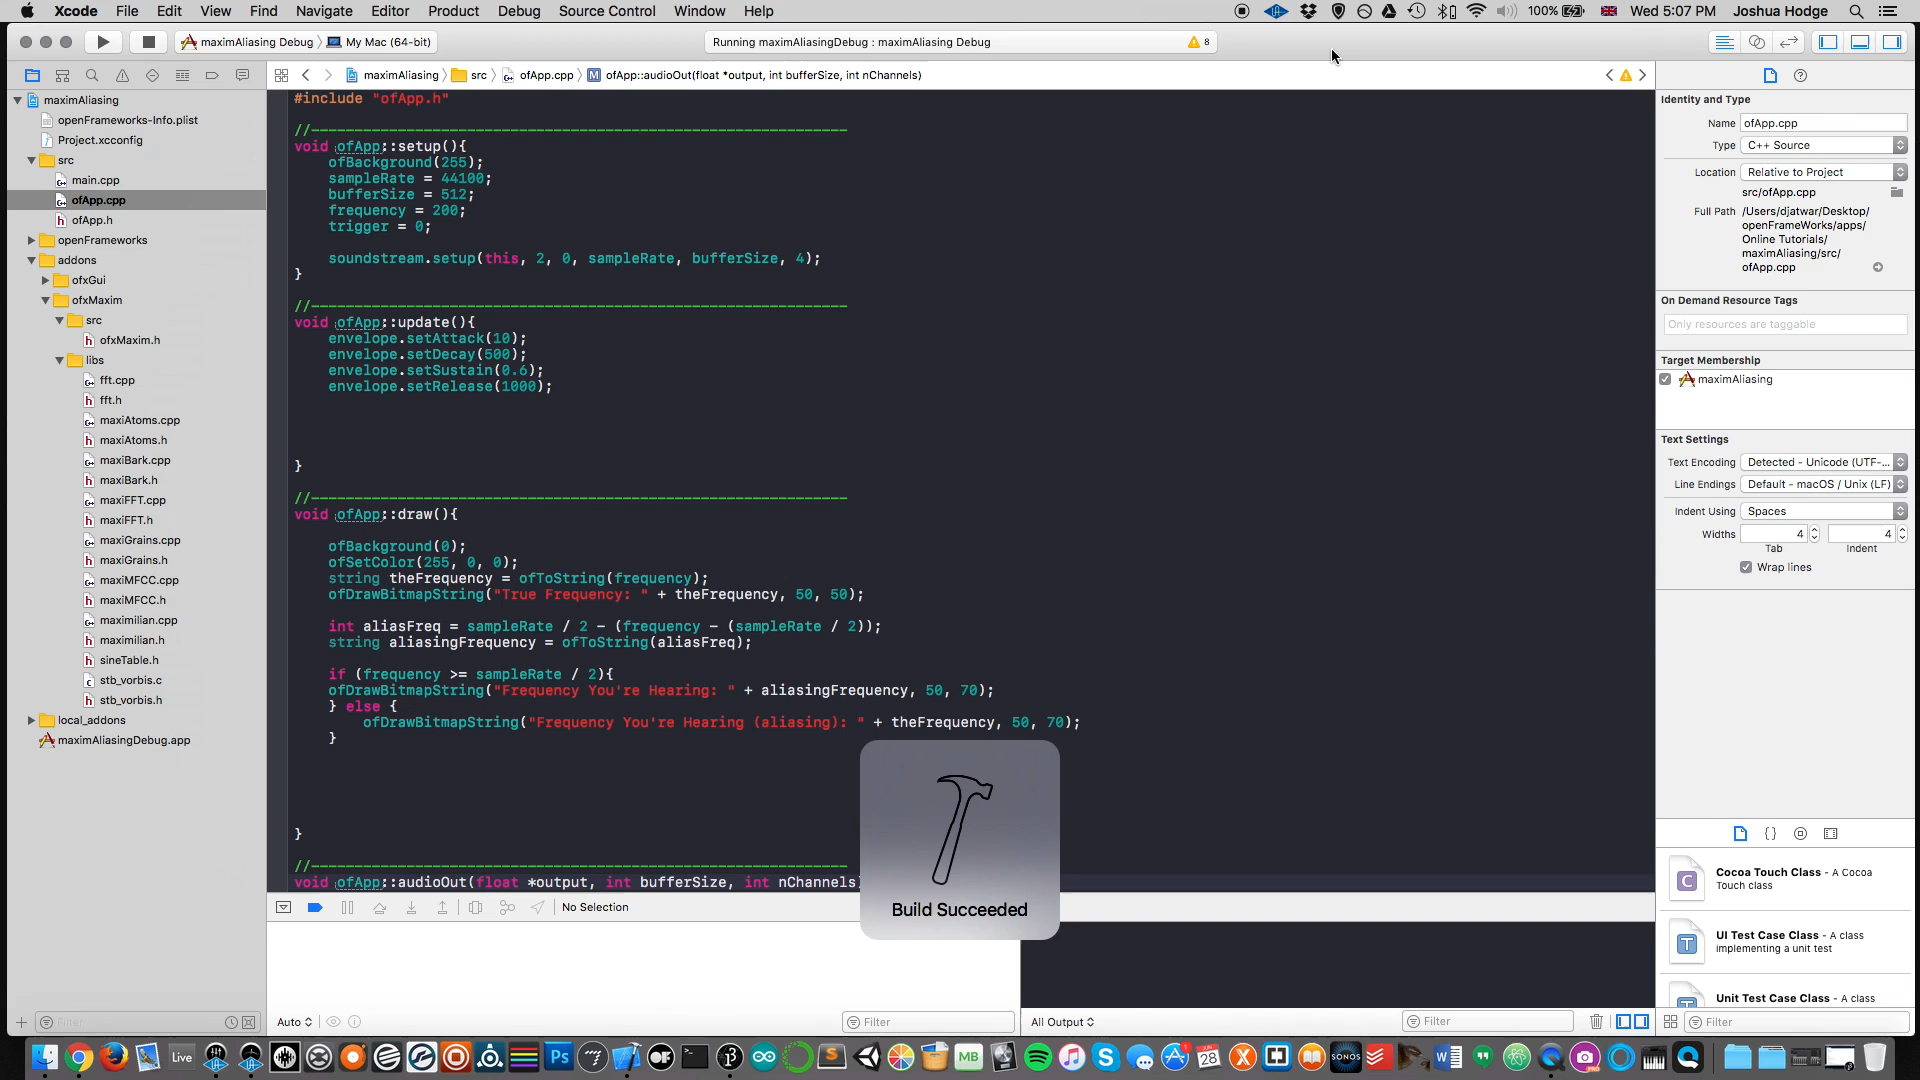 Xcode File Edit View Find Navigate Editor Product Debug Source Control Window Help 100% Wed 5:07 PM Joshua Hodge
maximAliasing Debug My Mac (64-bit) Running maximAliasingDebug : maximAliasing Debug 8
maximAliasing src ofApp.cpp ofApp::audioOut(float *output, int bufferSize, int nChannels)
maximAliasing
openFrameworks-Info.plist
Project.xcconfig
src
main.cpp
ofApp.cpp
ofApp.h
openFrameworks
addons
ofxGui
ofxMaxim
src
ofxMaxim.h
libs
fft.cpp
fft.h
maxiAtoms.cpp
maxiAtoms.h
maxiBark.cpp
maxiBark.h
maxiFFT.cpp
maxiFFT.h
maxiGrains.cpp
maxiGrains.h
maxiMFCC.cpp
maxiMFCC.h
maximilian.cpp
maximilian.h
sineTable.h
stb_vorbis.c
stb_vorbis.h
local_addons
maximAliasingDebug.app
Filter
#include "ofApp.h"
//--------------------------------------------------------------
void ofApp::setup(){
ofBackground(255);
sampleRate = 44100;
bufferSize = 512;
frequency = 200;
trigger = 0;
soundstream.setup(this, 2, 0, sampleRate, bufferSize, 4);
}
//--------------------------------------------------------------
void ofApp::update(){
envelope.setAttack(10);
envelope.setDecay(500);
envelope.setSustain(0.6);
envelope.setRelease(1000);
}
//--------------------------------------------------------------
void ofApp::draw(){
ofBackground(0);
ofSetColor(255, 0, 0);
string theFrequency = ofToString(frequency);
ofDrawBitmapString("True Frequency: " + theFrequency, 50, 50);
int aliasFreq = sampleRate / 2 - (frequency - (sampleRate / 2));
string aliasingFrequency = ofToString(aliasFreq);
if (frequency >= sampleRate / 2){
ofDrawBitmapString("Frequency You're Hearing: " + aliasingFrequency, 50, 70);
} else {
ofDrawBitmapString("Frequency You're Hearing (aliasing): " + theFrequency, 50, 70);
}
}
//--------------------------------------------------------------
void ofApp::audioOut(float *output, int bufferSize, int nChannels)
Build Succeeded
No Selection
Auto Filter
All Output Filter
Identity and Type
Name ofApp.cpp
Type C++ Source
Location Relative to Project
src/ofApp.cpp
Full Path /Users/djatwar/Desktop/
openFrameWorks/apps/
Online Tutorials/
maximAliasing/src/
ofApp.cpp
On Demand Resource Tags
Only resources are taggable
Target Membership
maximAliasing
Text Settings
Text Encoding Detected - Unicode (UTF-...
Line Endings Default - macOS / Unix (LF)
Indent Using Spaces
Widths 4 4
Tab Indent
Wrap lines
C
Cocoa Touch Class - A Cocoa
Touch class
T
UI Test Case Class - A class
implementing a unit test
T
Unit Test Case Class - A class
Filter
Live Ps OF MB SONOS JUN 28